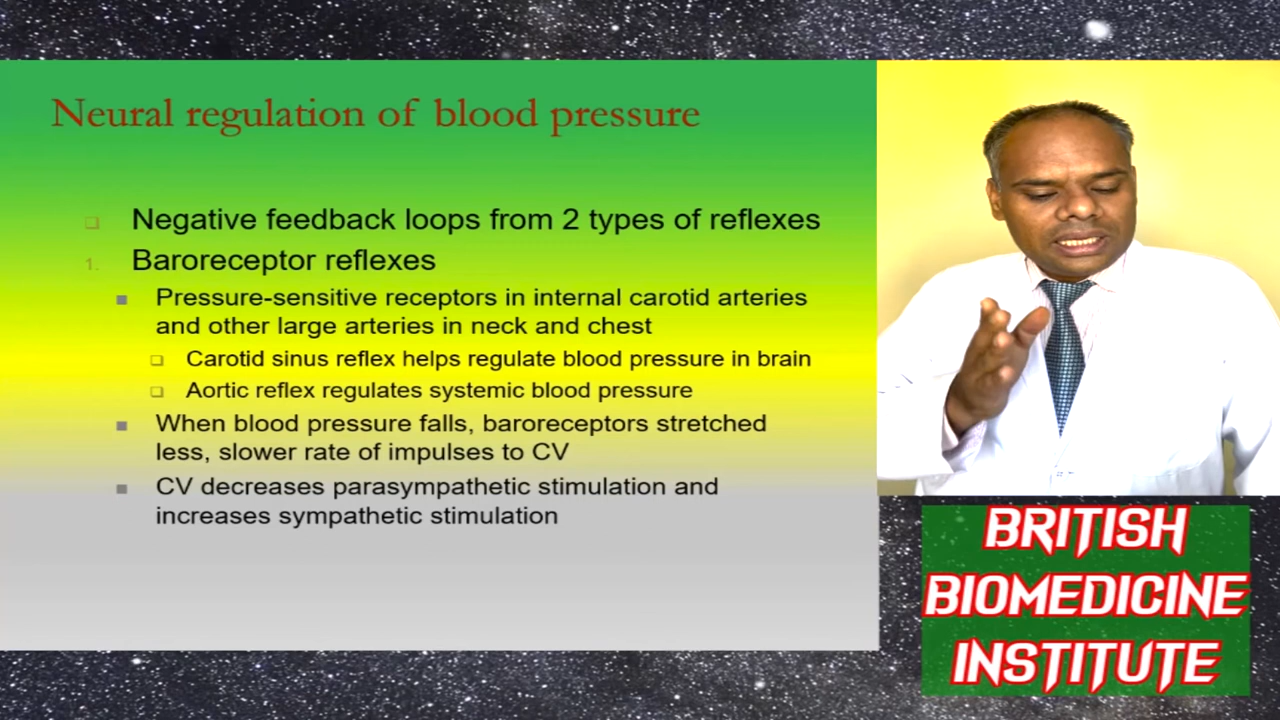 Neural regulation of blood pressure
Negative feedback loops from 2 types of reflexes
1. Baroreceptor reflexes
Pressure-sensitive receptors in internal carotid arteries
and other large arteries in neck and chest
Carotid sinus reflex helps regulate blood pressure in brain
Aortic reflex regulates systemic blood pressure
When blood pressure falls, baroreceptors stretched
less, slower rate of impulses to CV
CV decreases parasympathetic stimulation and
increases sympathetic stimulation
BRITISH
BIOMEDICINE
INSTITUTE